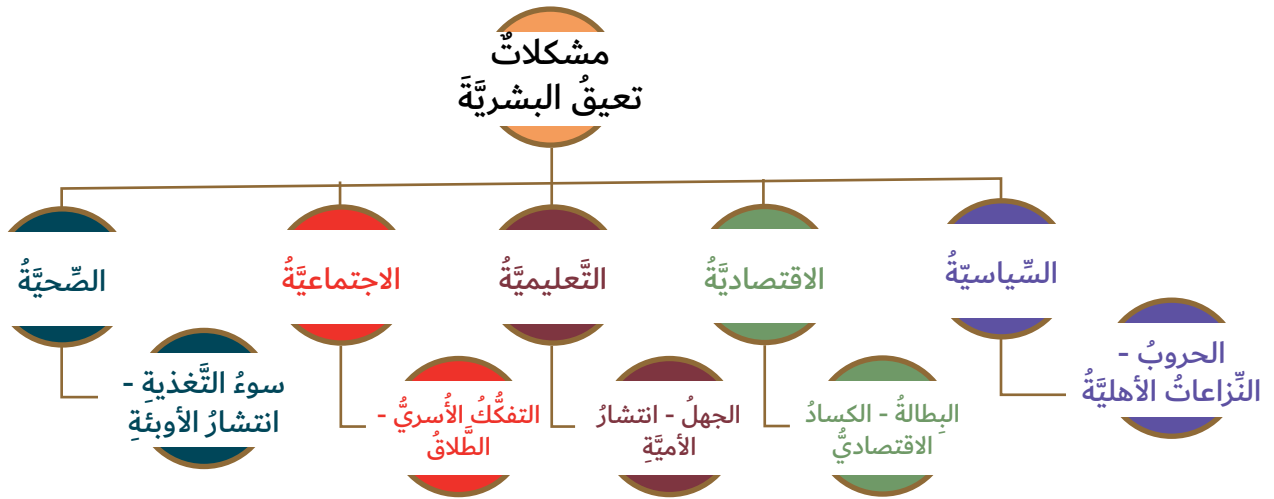 مشكلاتٌ
تعيقُ البشريَّةَ
السِّياسيّةُ
الاقتصاديَّةُ
التَّعليميَّةُ
الاجتماعيَّةُ
الصِّحيَّةُ
الحروبُ -
النِّزاعاتُ الأهليَّةُ
البِطالةُ - الكسادُ
الاقتصاديُّ
الجهلُ - انتشارُ
الأميَّةِ
التفكُّكُ الأُسريُّ -
الطَّلاقُ
سوءُ التَّغذيةِ -
انتشارُ الأوبئةِ